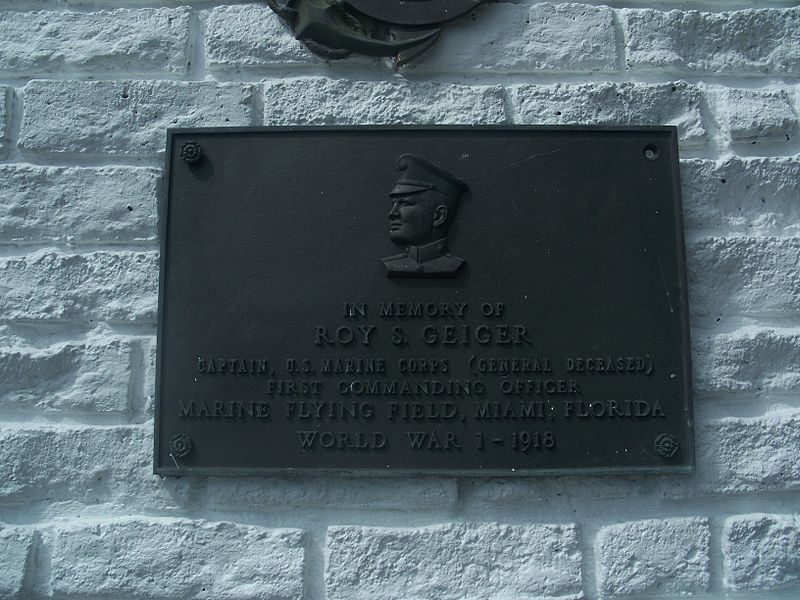 IN MEMORY OF
ROY S. GEIGER
CAPTAIN, U.S. MARINE CORPS (GENERAL DECEASED)
FIRST COMMANDING OFFICER
MARINE FLYING FIELD, MIAMI, FLORIDA
WORLD WAR 1 - 1918